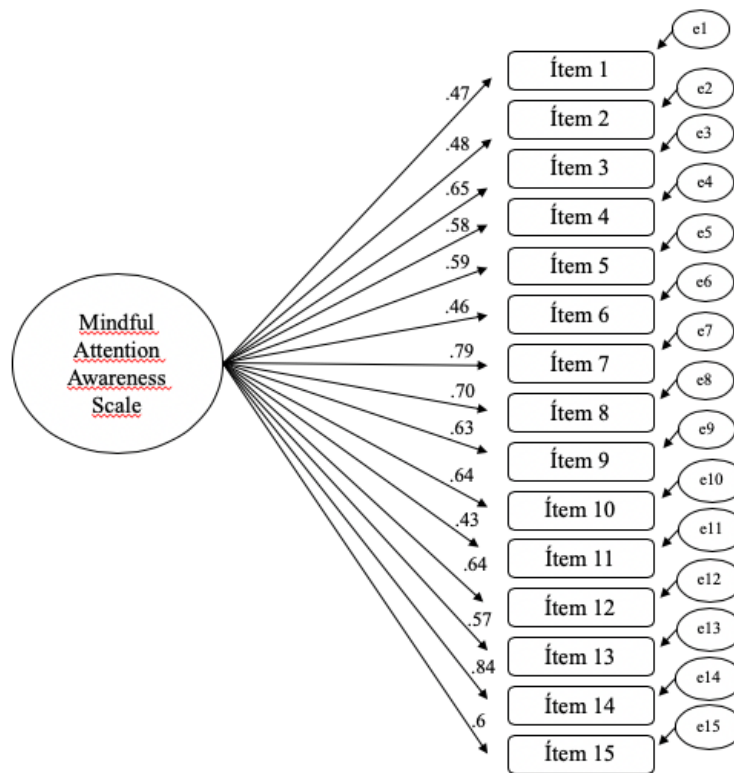 e1
Ítem 1
.47
e2
Ítem 2
.48
e3
Ítem 3
.65
e4
Ítem 4
.58
e5
Ítem 5
.59
e6
Ítem 6
.46
e7
Ítem 7
.79
e8
Ítem 8
.70
e9
Ítem 9
.63
e10
Ítem 10
.64
e11
Ítem 11
.43
e12
Ítem 12
.64
e13
Ítem 13
.57
e14
Ítem 14
.84
e15
Ítem 15
.6
Mindful
Attention
Awareness
Scale